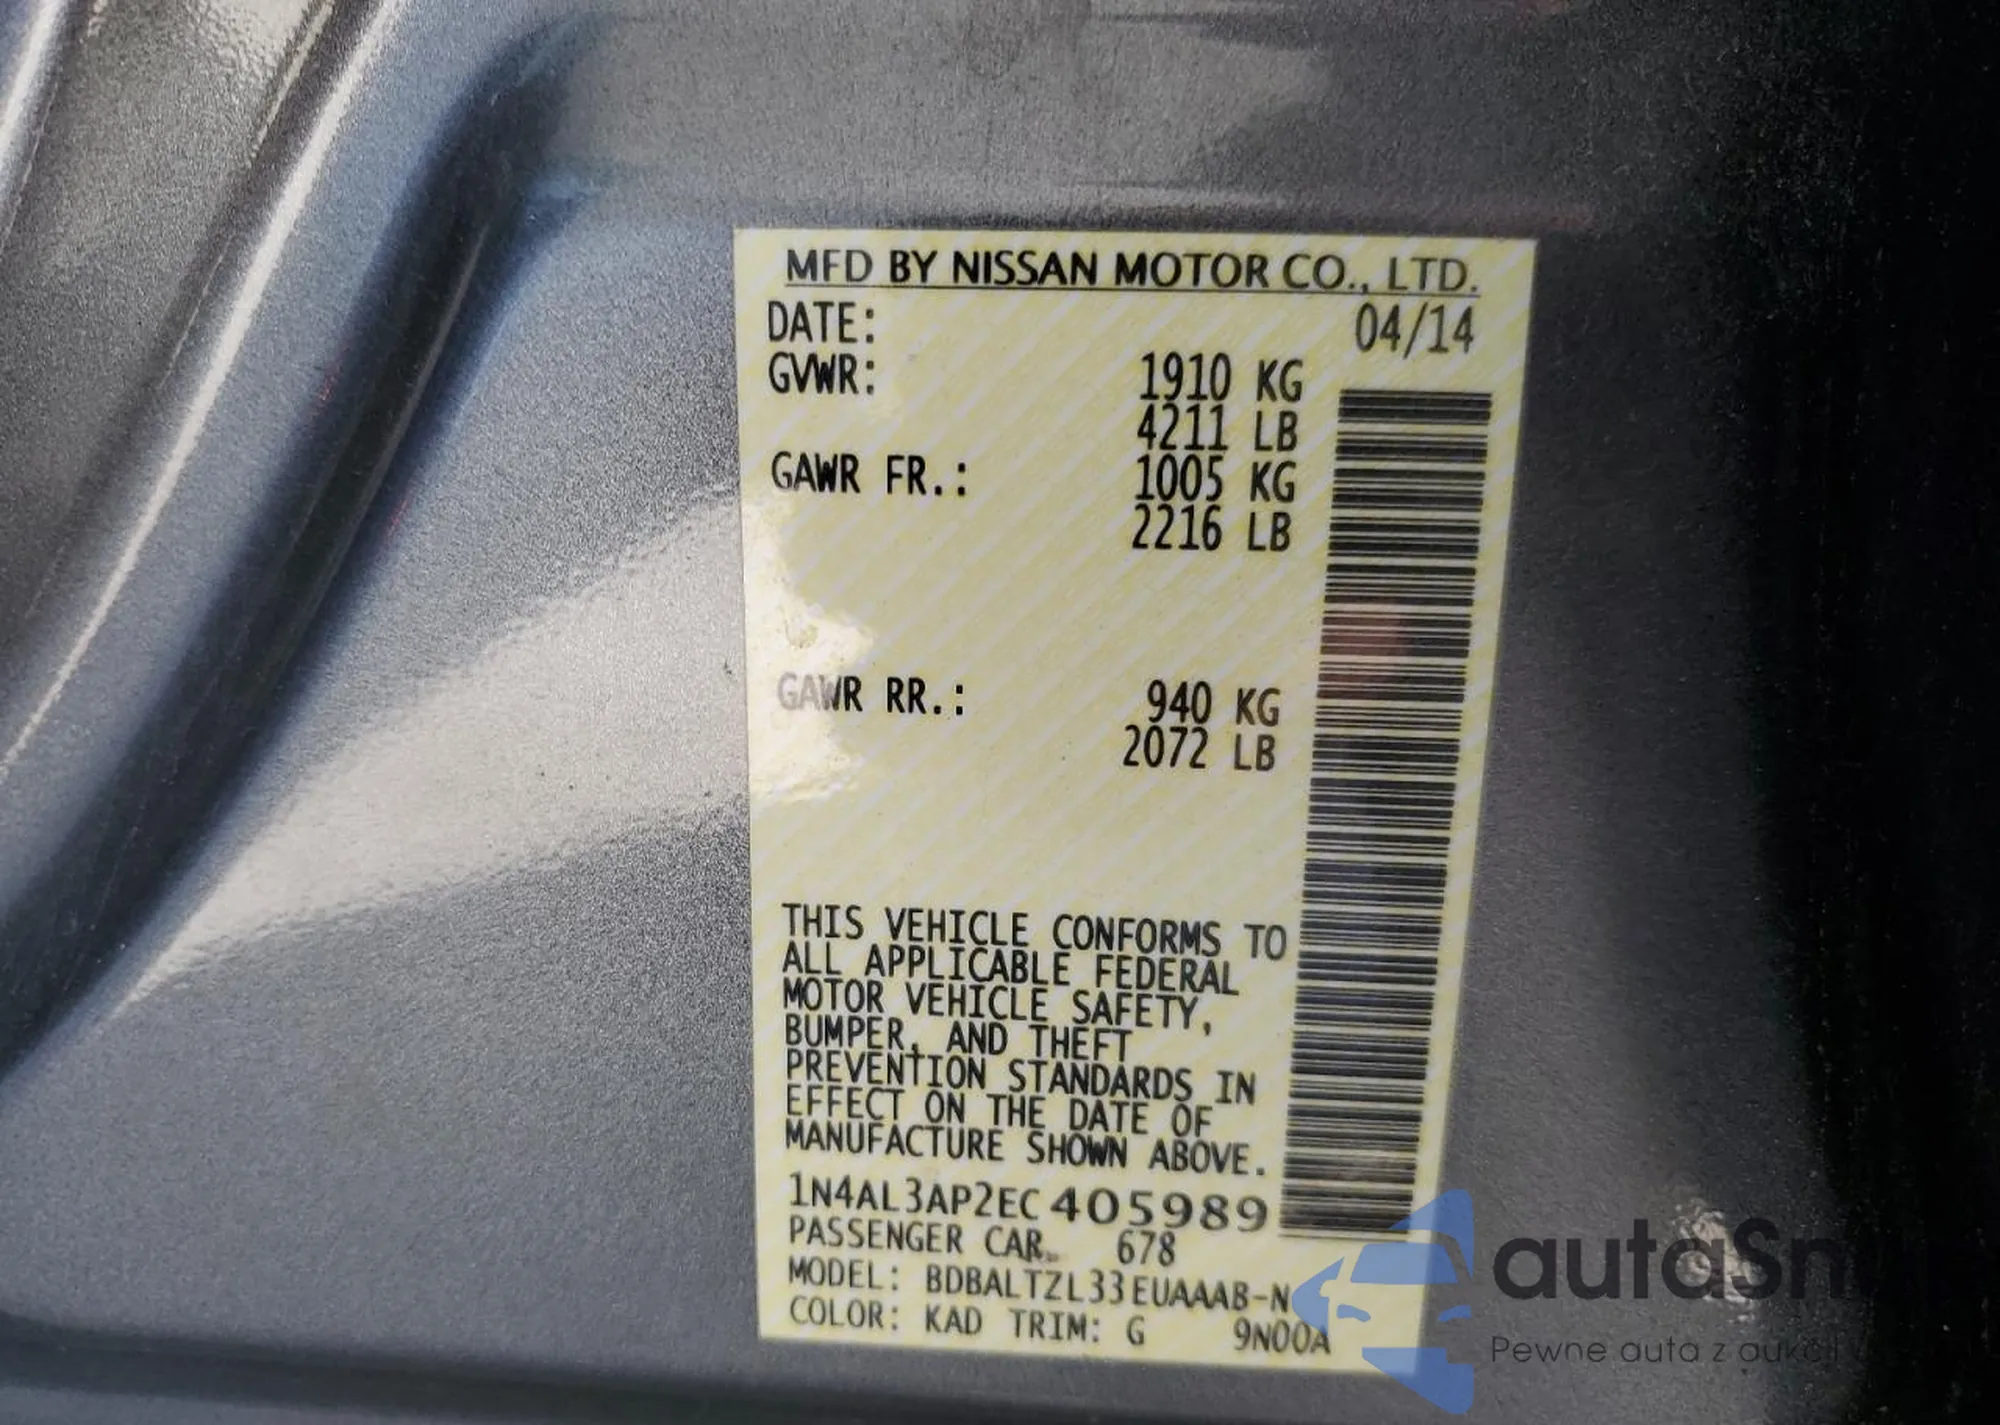 MFD BY NISSAN MOTOR CO., LTD.
DATE: 04/14
GVWR: 1910 KG
4211 LB
GAWR FR.: 1005 KG
2216 LB
GAWR RR.: 940 KG
2072 LB
THIS VEHICLE CONFORMS TO
ALL APPLICABLE FEDERAL
MOTOR VEHICLE SAFETY,
BUMPER, AND THEFT
PREVENTION STANDARDS IN
EFFECT ON THE DATE OF
MANUFACTURE SHOWN ABOVE.
1N4AL3AP2EC405989
PASSENGER CAR 678
MODEL: BDBALTZL33EUAAAB-N
COLOR: KAD TRIM: G 9N00A
Pewne auta z aukcji